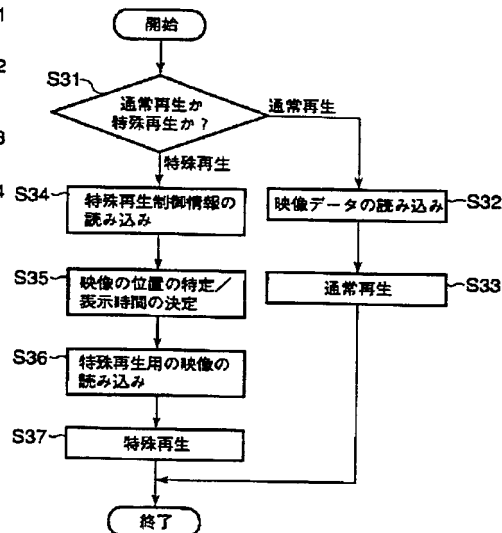 開始
S31
通常再生か
特殊再生か？
通常再生
特殊再生
S34
特殊再生制御情報の
読み込み
S35
映像の位置の特定／
表示時間の決定
S36
特殊再生用の映像の
読み込み
S37
特殊再生
映像データの読み込み
S32
通常再生
S33
終了
1
2
3
4